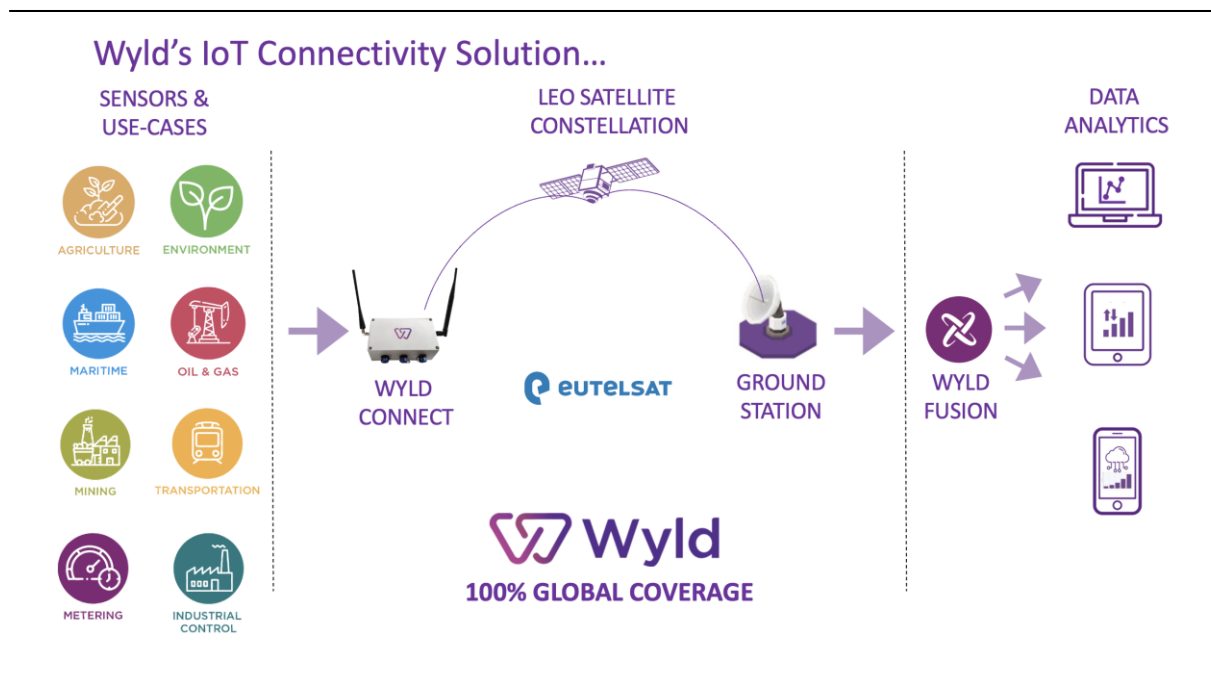 Wyld's IoT Connectivity Solution...
SENSORS &
USE-CASES
AGRICULTURE
ENVIRONMENT
MARITIME
OIL & GAS
MINING
TRANSPORTATION
METERING
INDUSTRIAL
CONTROL
LEO SATELLITE
CONSTELLATION
WYLD
CONNECT
eutelsat
GROUND
STATION
Wyld
100% GLOBAL COVERAGE
WYLD
FUSION
DATA
ANALYTICS